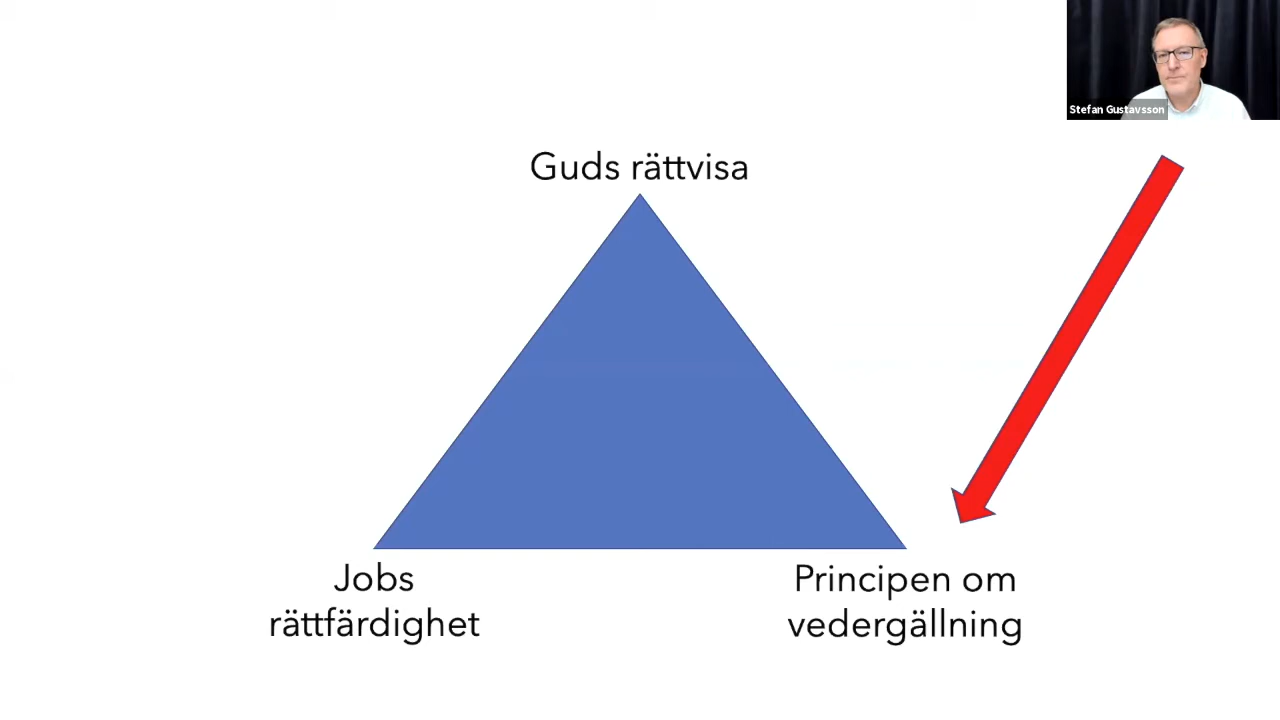 Stefan Gustavsson
Guds rättvisa
Jobs
rättfärdighet
Principen om
vedergällning